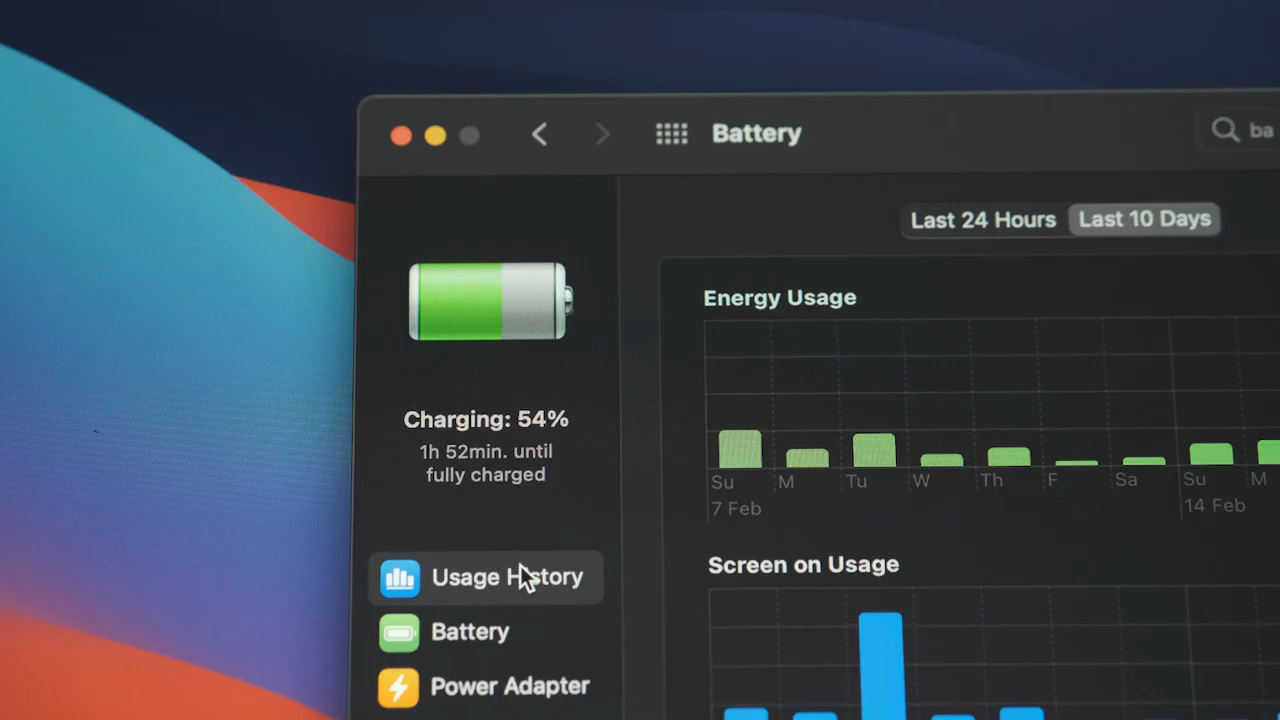 Battery
ba
Last 24 Hours
Last 10 Days
Charging: 54%
1h 52min. until
fully charged
Usage History
Battery
Power Adapter
Energy Usage
Su M Tu W Th F Sa Su M
7 Feb 14 Feb
Screen on Usage